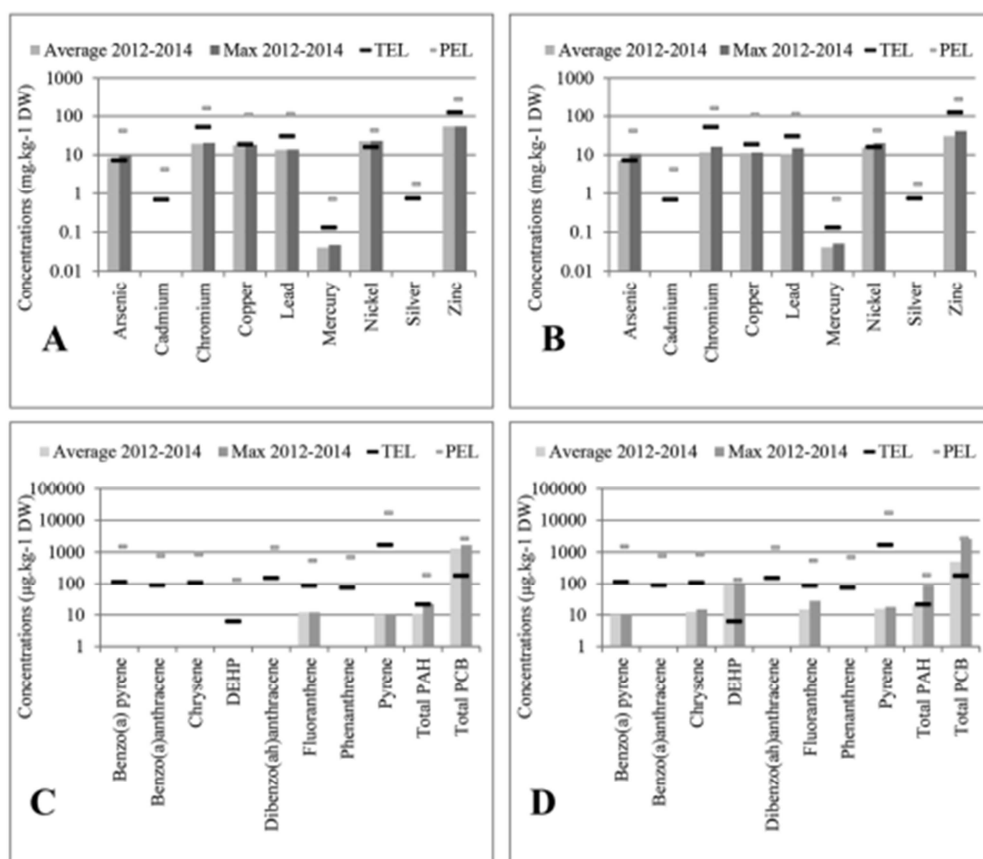 Average 2012-2014 Max 2012-2014 TEL PEL
Concentrations (mg.kg-1 DW)
1000
100
10
1
0.1
0.01
Arsenic
Cadmium
Chromium
Copper
Lead
Mercury
Nickel
Silver
Zinc
A
Average 2012-2014 Max 2012-2014 TEL PEL
Concentrations (mg.kg-1 DW)
1000
100
10
1
0.1
0.01
Arsenic
Cadmium
Chromium
Copper
Lead
Mercury
Nickel
Silver
Zinc
B
Average 2012-2014 Max 2012-2014 TEL PEL
Concentrations (µg.kg-1 DW)
100000
10000
1000
100
10
1
Benzo(a) pyrene
Benzo(a)anthracene
Chrysene
DEHP
Dibenzo(ah)anthracene
Fluoranthene
Phenanthrene
Pyrene
Total PAH
Total PCB
C
Average 2012-2014 Max 2012-2014 TEL PEL
Concentrations (µg.kg-1 DW)
100000
10000
1000
100
10
1
Benzo(a) pyrene
Benzo(a)anthracene
Chrysene
DEHP
Dibenzo(ah)anthracene
Fluoranthene
Phenanthrene
Pyrene
Total PAH
Total PCB
D